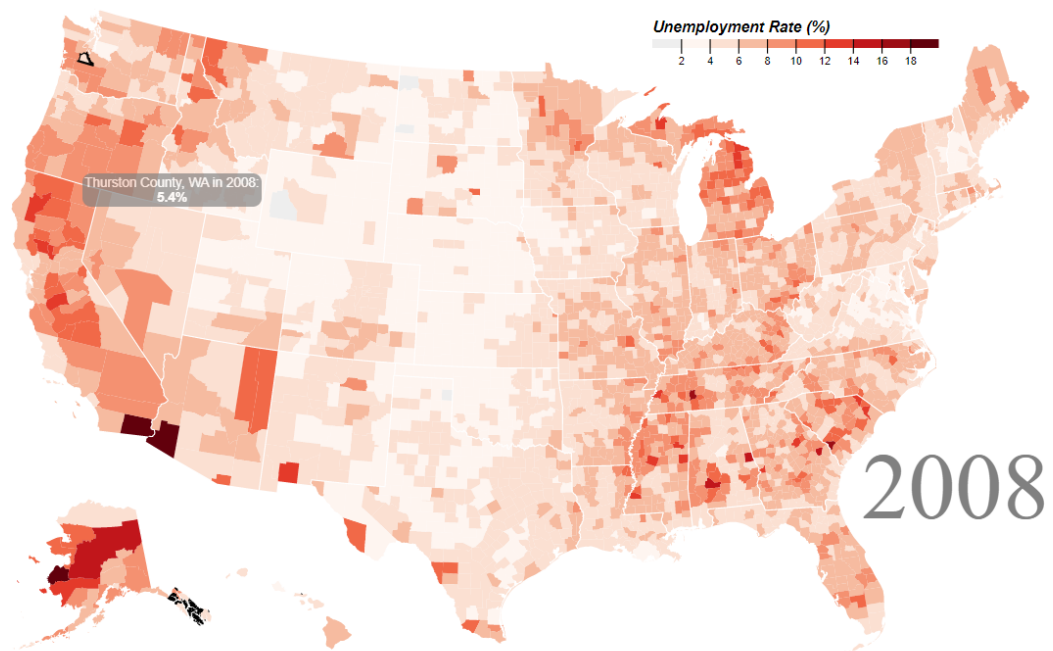 Unemployment Rate (%)
2 4 6 8 10 12 14 16 18
Thurston County, WA in 2008:
5.4%
2008